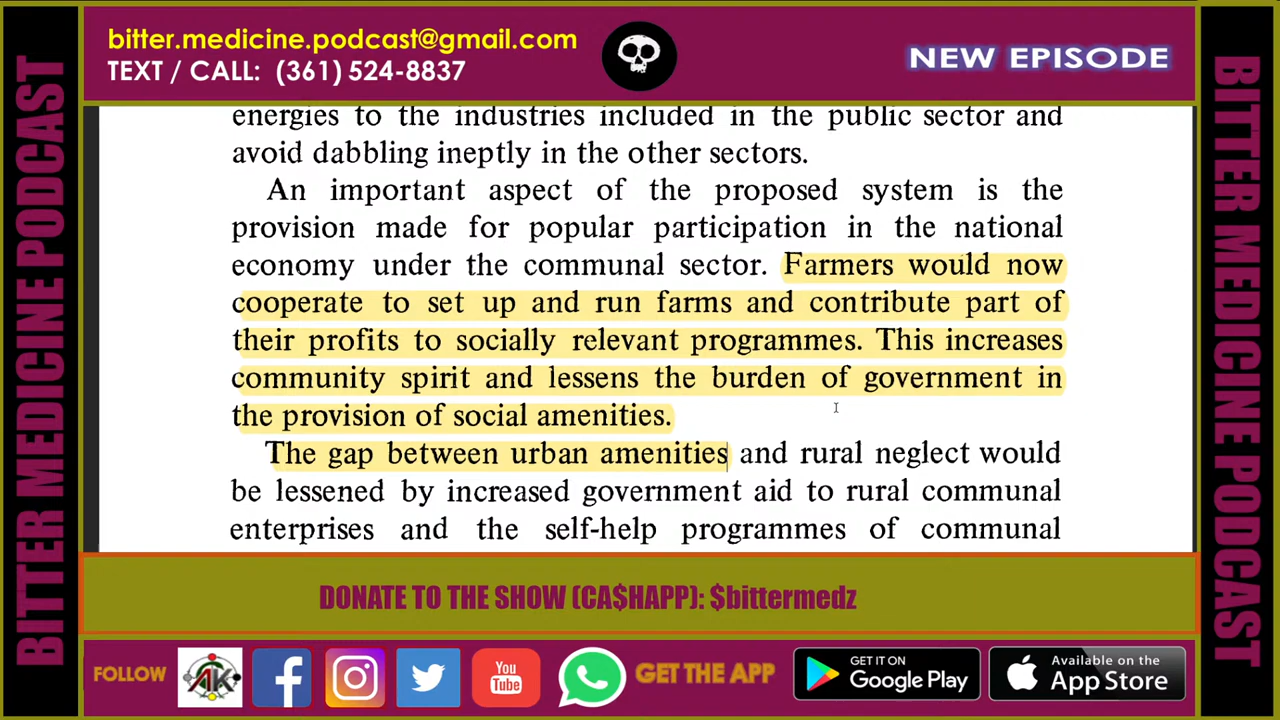 bitter.medicine.podcast@gmail.com
TEXT / CALL: (361) 524-8837
NEW EPISODE
BITTER MEDICINE PODCAST
energies to the industries included in the public sector and
avoid dabbling ineptly in the other sectors.
An important aspect of the proposed system is the
provision made for popular participation in the national
economy under the communal sector. Farmers would now
cooperate to set up and run farms and contribute part of
their profits to socially relevant programmes. This increases
community spirit and lessens the burden of government in
the provision of social amenities.
The gap between urban amenities and rural neglect would
be lessened by increased government aid to rural communal
enterprises and the self-help programmes of communal
BITTER MEDICINE PODCAST
DONATE TO THE SHOW (CA$HAPP): $bittermedz
FOLLOW
You
Tube
GET THE APP
GET IT ON
Google Play
Available on the
App Store